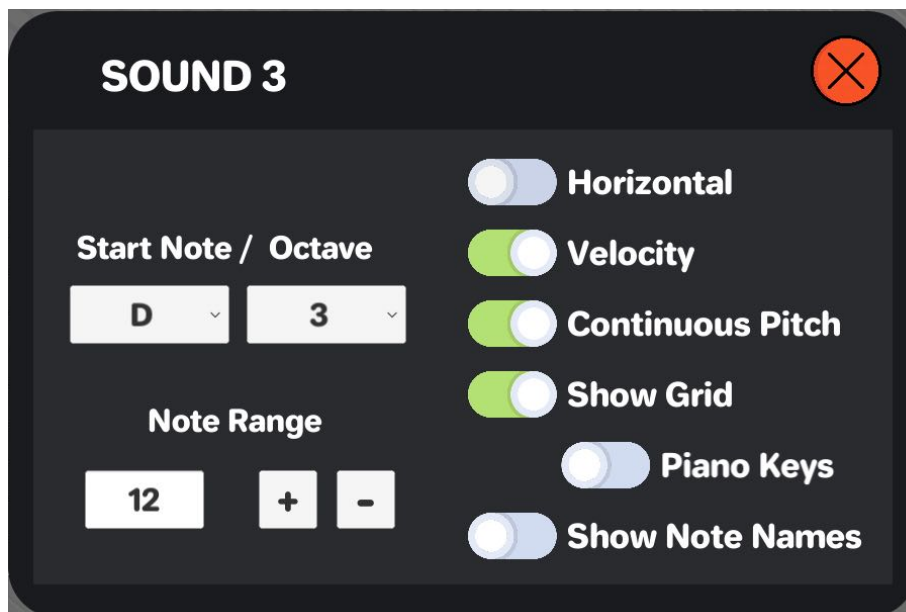 SOUND 3
Start Note / Octave
D 3
Note Range
12 + -
Horizontal
Velocity
Continuous Pitch
Show Grid
Piano Keys
Show Note Names